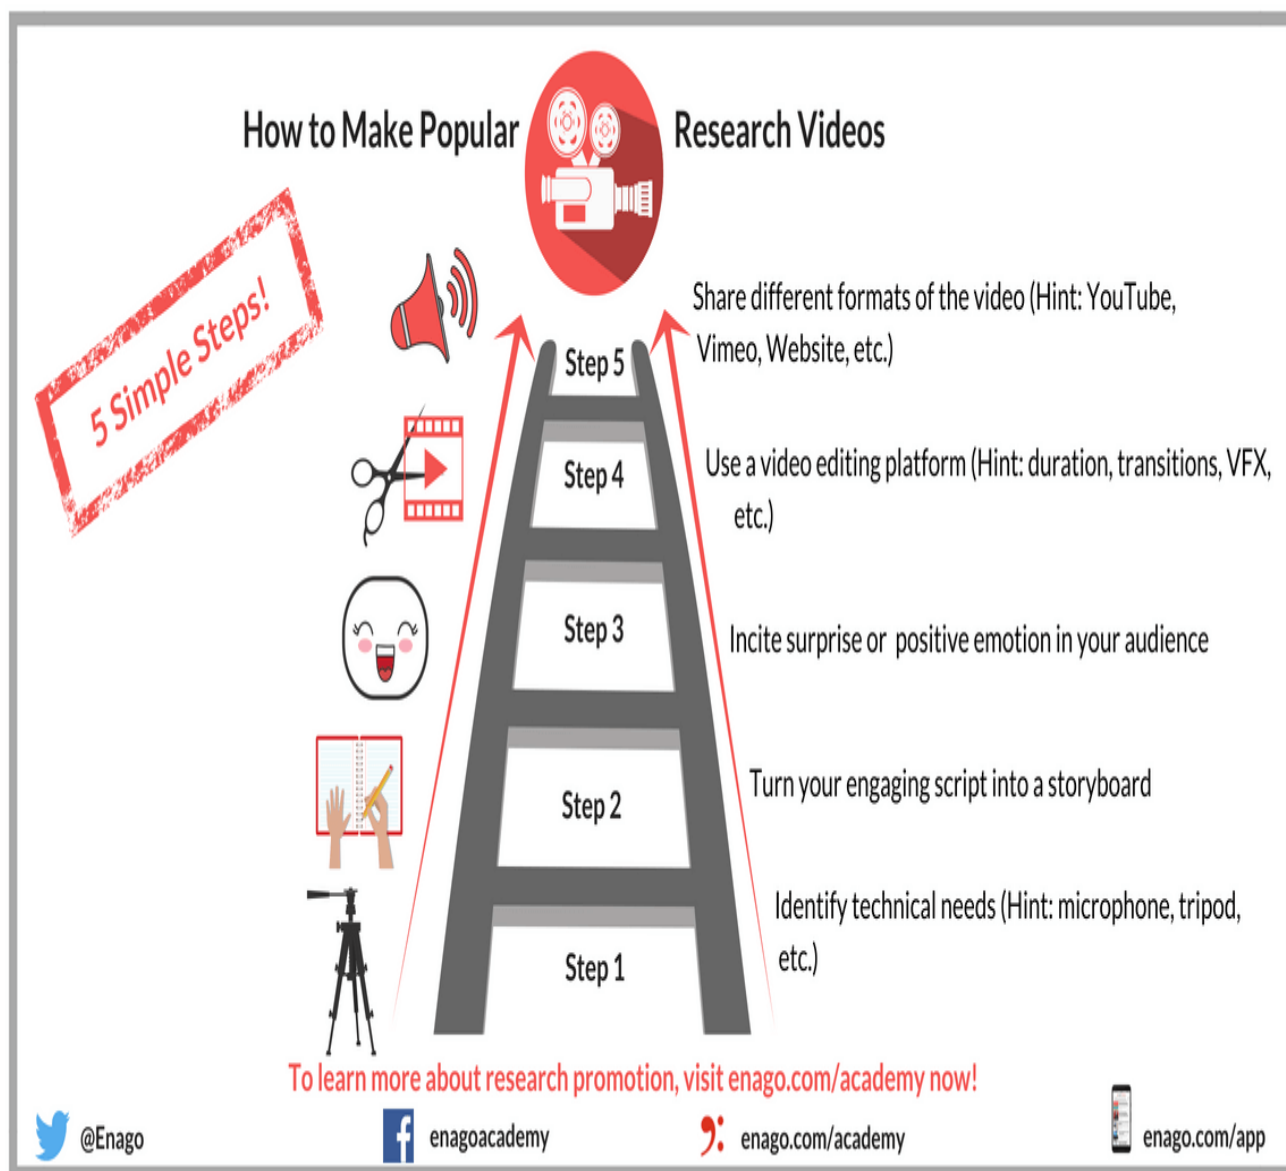 How to Make Popular Research Videos
5 Simple Steps!
Step 5
Share different formats of the video (Hint: YouTube,
Vimeo, Website, etc.)
Step 4
Use a video editing platform (Hint: duration, transitions, VFX,
etc.)
Step 3
Incite surprise or positive emotion in your audience
Step 2
Turn your engaging script into a storyboard
Step 1
Identify technical needs (Hint: microphone, tripod,
etc.)
To learn more about research promotion, visit enago.com/academy now!
@Enago
enagoacademy
enago.com/academy
enago.com/app